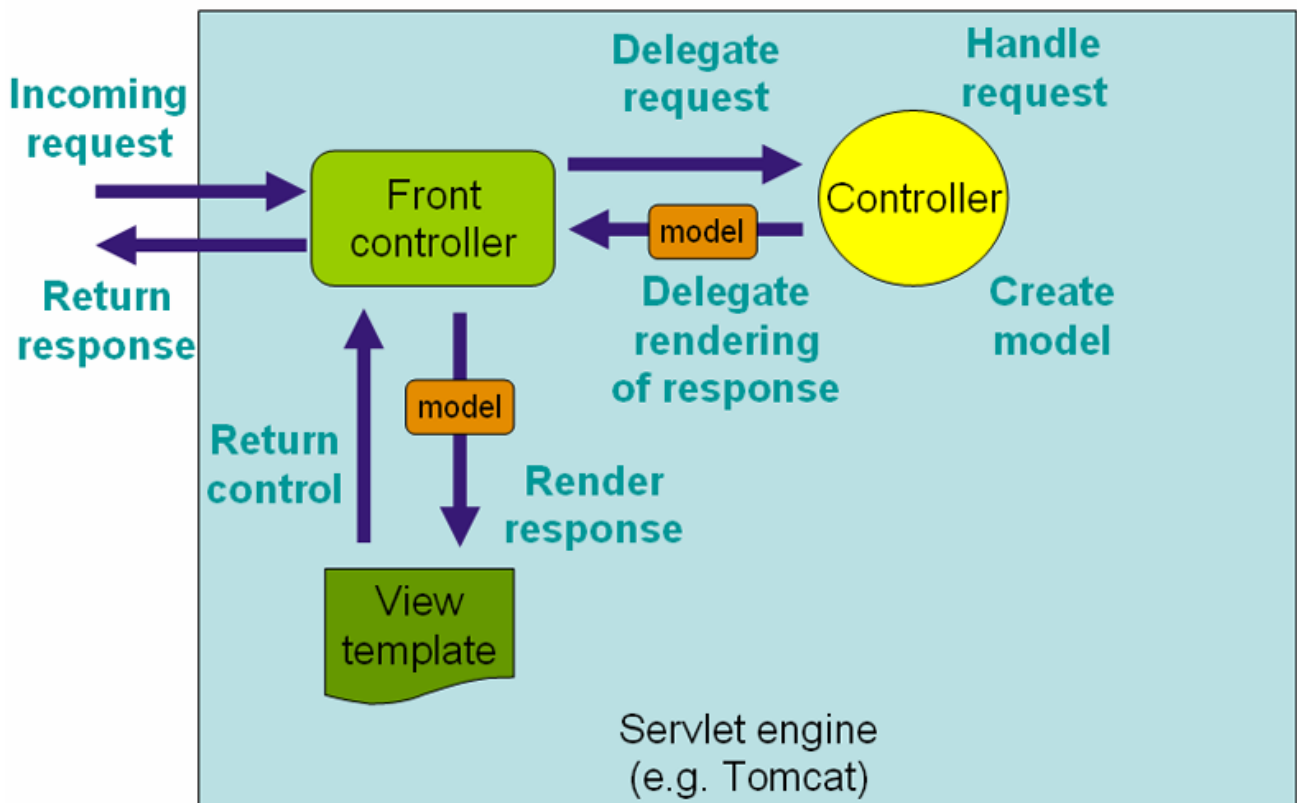 Incoming
request
Return
response
Front
controller
Delegate
request
Handle
request
Controller
model
Delegate
rendering
of response
Create
model
model
Return
control
Render
response
View
template
Servlet engine
(e.g. Tomcat)